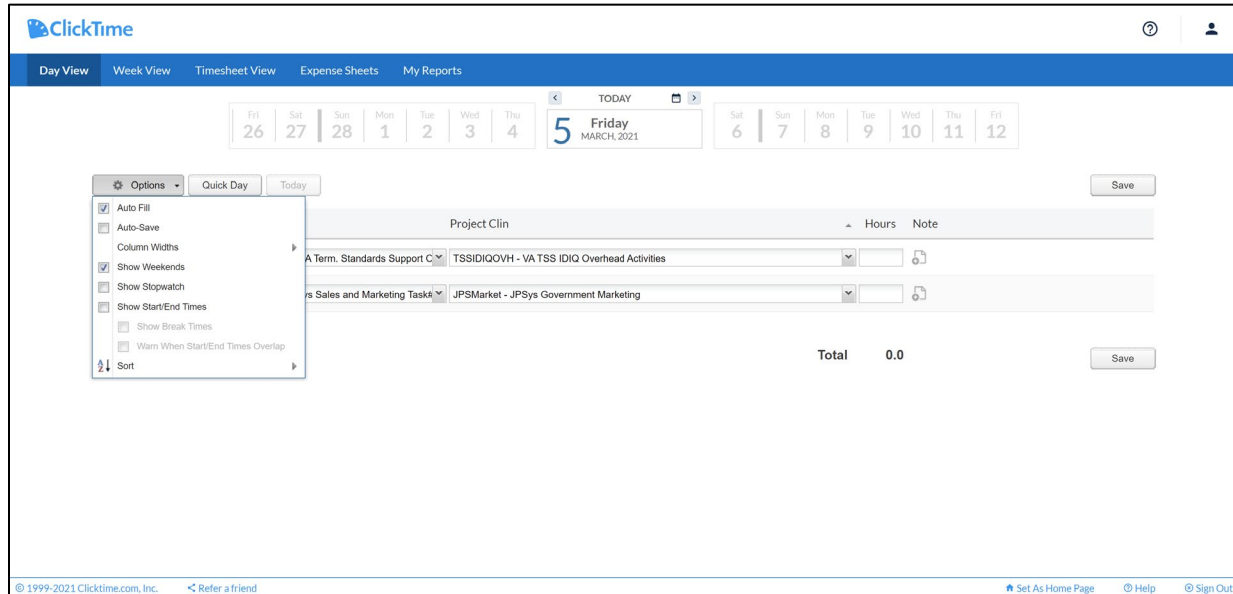 ClickTime
Day View Week View Timesheet View Expense Sheets My Reports
TODAY
Fri Sat Sun Mon Tue Wed Thu
26 27 28 1 2 3 4
5 Friday
MARCH, 2021
Sat Sun Mon Tue Wed Thu Fri
6 7 8 9 10 11 12
Options Quick Day Today Save
Auto Fill
Auto-Save
Column Widths
Show Weekends
Show Stopwatch
Show Start/End Times
Show Break Times
Warn When Start/End Times Overlap
Sort
Project Clin Hours Note
A Term. Standards Support C TSSIDIQOVH - VA TSS IDIQ Overhead Activities
ys Sales and Marketing Task# JPSMarket - JPSys Government Marketing
Total 0.0 Save
© 1999-2021 Clicktime.com, Inc. Refer a friend Set As Home Page Help Sign Out